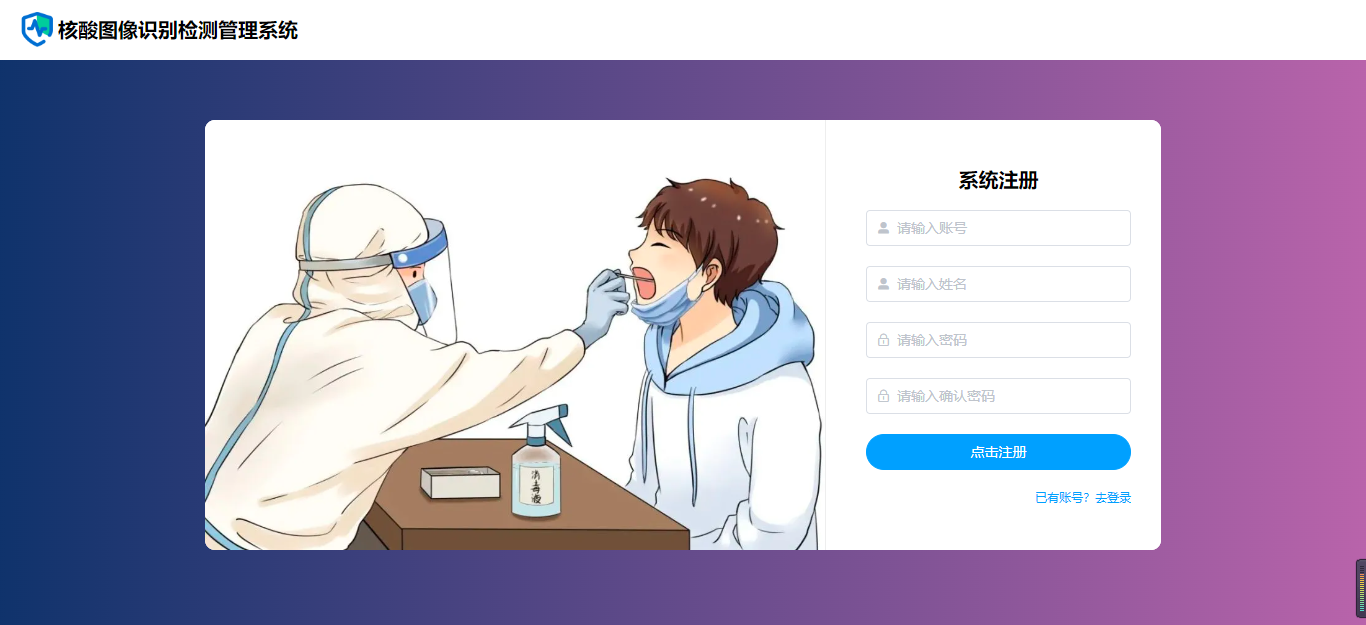 核酸图像识别检测管理系统
系统注册
请输入账号
请输入姓名
请输入密码
请输入确认密码
点击注册
已有账号？去登录
消毒液